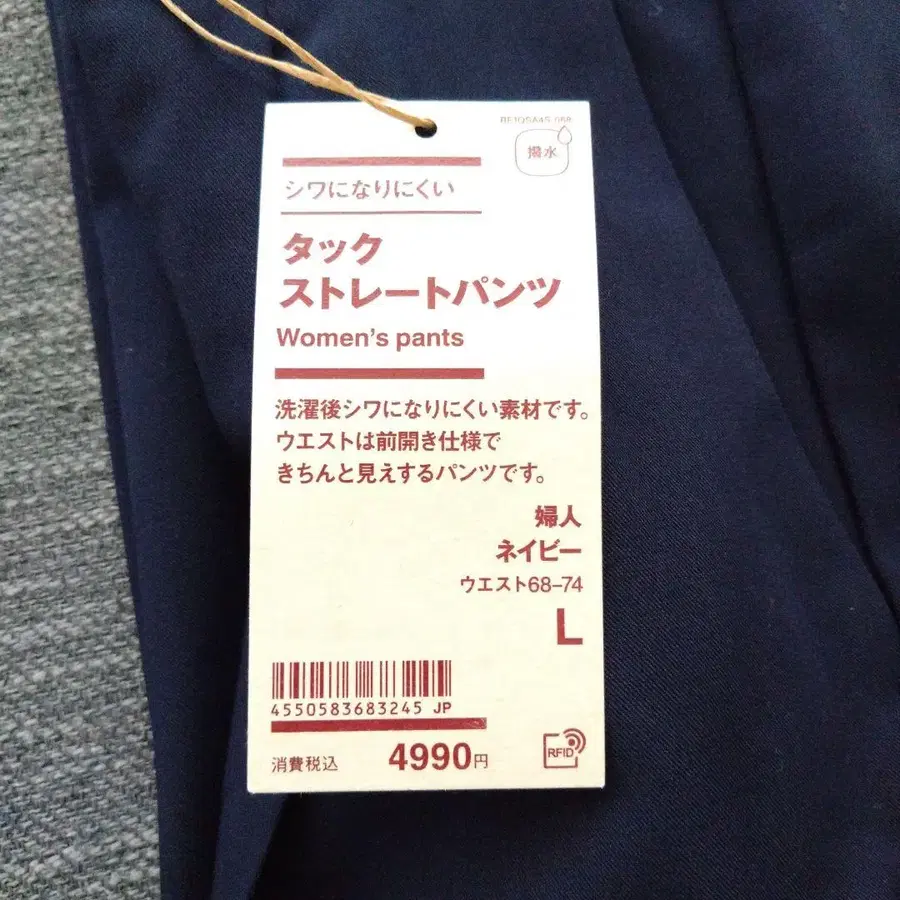 撥水
シワになりにくい
タック
ストレートパンツ
Women's pants
洗濯後シワになりにくい素材です。
ウエストは前開き仕様で
きちんと見えするパンツです。
婦人
ネイビー
ウエスト68–74
L
4550583683245 JP
消費税込 4990円
RFID